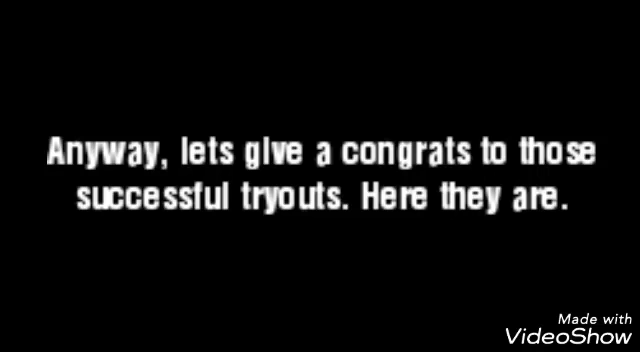 Anyway, lets give a congrats to those
successful tryouts. Here they are.
Made with
VideoShow